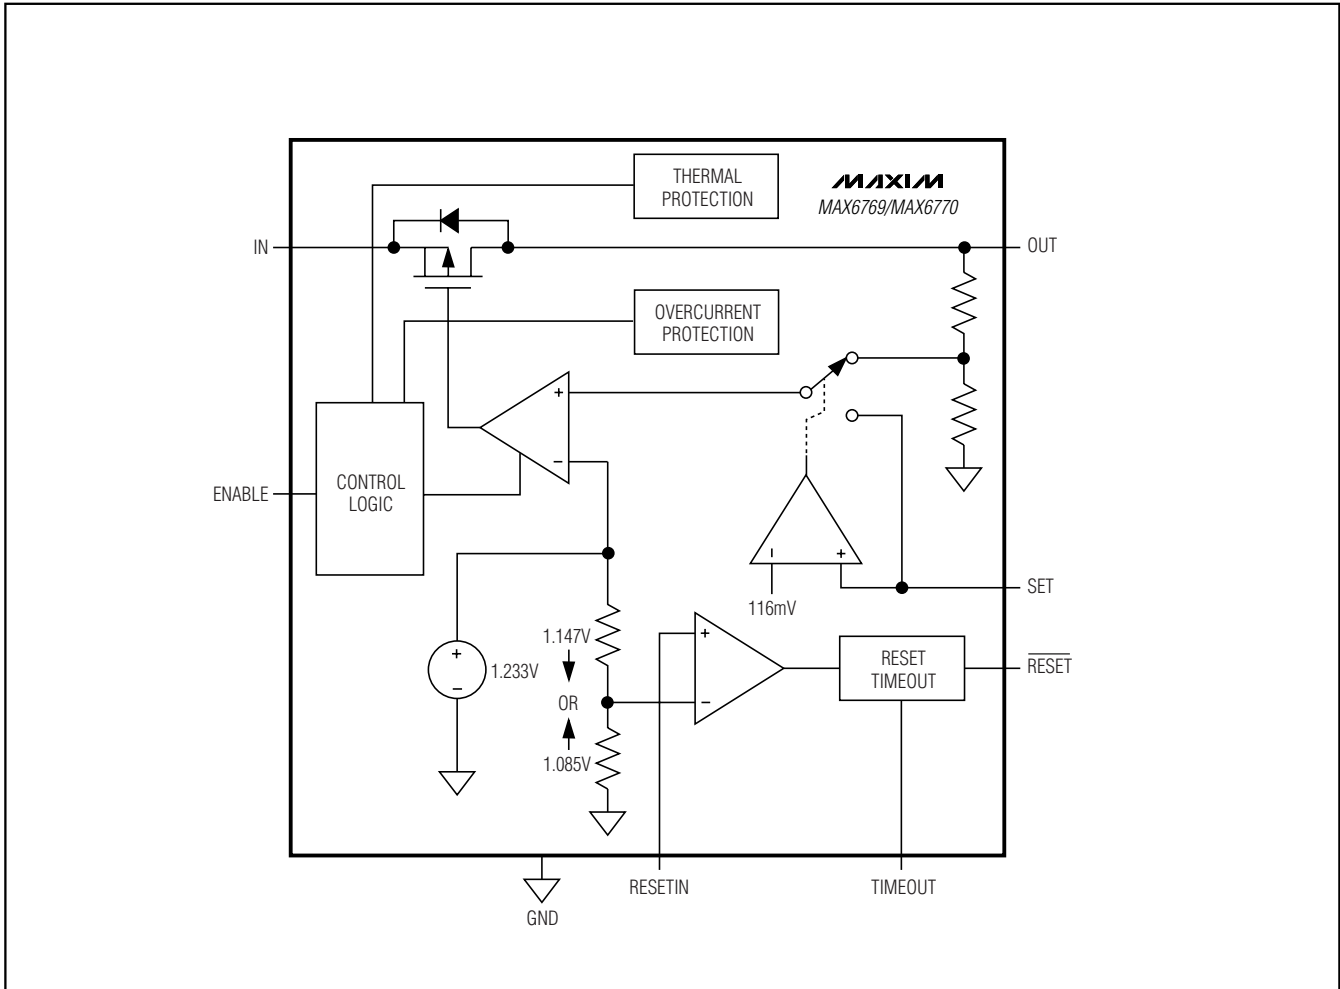 THERMAL
PROTECTION
MAXIM
MAX6769/MAX6770
IN
OUT
OVERCURRENT
PROTECTION
+
−
CONTROL
LOGIC
ENABLE
− +
116mV
SET
+
−
1.233V
1.147V
OR
1.085V
+
−
RESET
TIMEOUT
RESET
RESETIN
TIMEOUT
GND